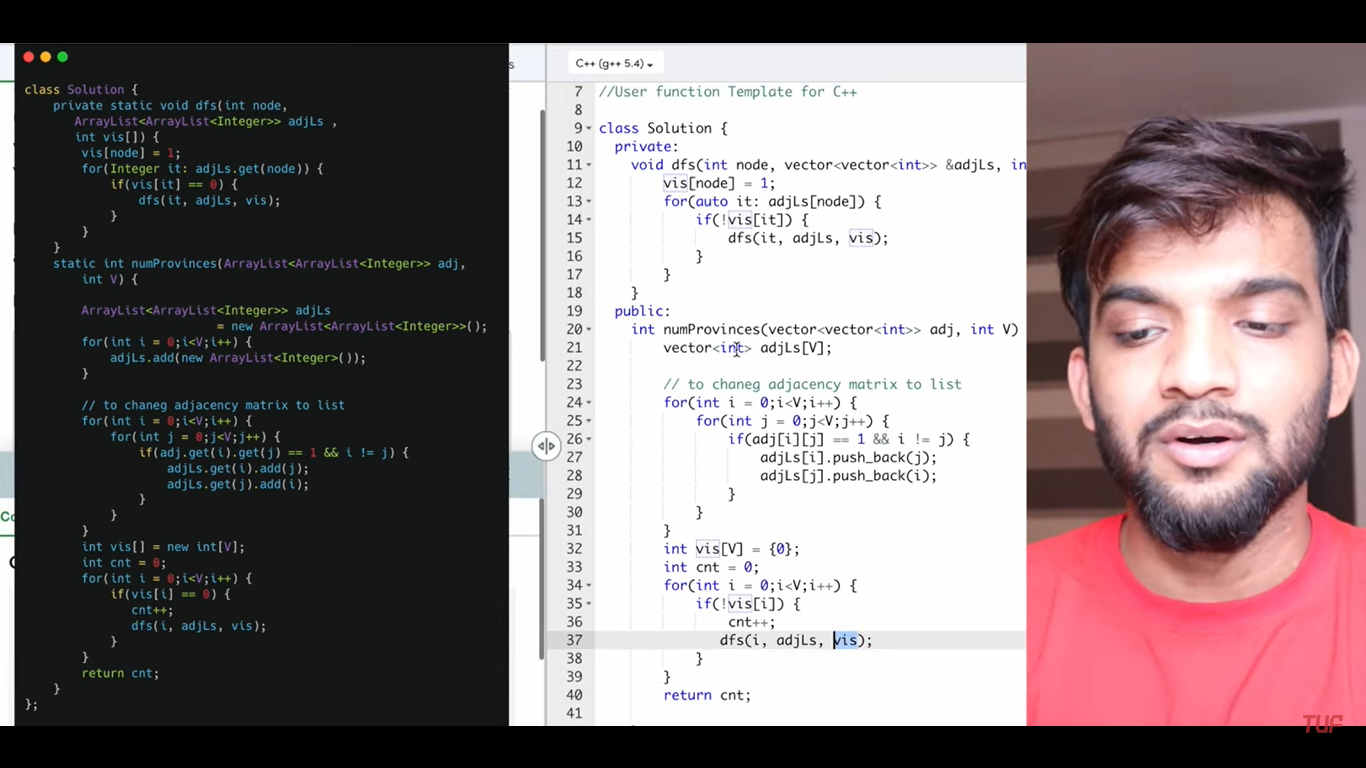 class Solution {
private static void dfs(int node,
ArrayList<ArrayList<Integer>> adjLs ,
int vis[]) {
vis[node] = 1;
for(Integer it: adjLs.get(node)) {
if(vis[it] == 0) {
dfs(it, adjLs, vis);
}
}
}
static int numProvinces(ArrayList<ArrayList<Integer>> adj,
int V) {
ArrayList<ArrayList<Integer>> adjLs
= new ArrayList<ArrayList<Integer>>();
for(int i = 0;i<V;i++) {
adjLs.add(new ArrayList<Integer>());
}
// to chaneg adjacency matrix to list
for(int i = 0;i<V;i++) {
for(int j = 0;j<V;j++) {
if(adj.get(i).get(j) == 1 && i != j) {
adjLs.get(i).add(j);
adjLs.get(j).add(i);
}
}
}
int vis[] = new int[V];
int cnt = 0;
for(int i = 0;i<V;i++) {
if(vis[i] == 0) {
cnt++;
dfs(i, adjLs, vis);
}
}
return cnt;
}
};
s
Co
C++ (g++ 5.4)
7 //User function Template for C++
8
9 class Solution {
10 private:
11 void dfs(int node, vector<vector<int>> &adjLs, in
12 vis[node] = 1;
13 for(auto it: adjLs[node]) {
14 if(!vis[it]) {
15 dfs(it, adjLs, vis);
16 }
17 }
18 }
19 public:
20 int numProvinces(vector<vector<int>> adj, int V)
21 vector<int> adjLs[V];
22
23 // to chaneg adjacency matrix to list
24 for(int i = 0;i<V;i++) {
25 for(int j = 0;j<V;j++) {
26 if(adj[i][j] == 1 && i != j) {
27 adjLs[i].push_back(j);
28 adjLs[j].push_back(i);
29 }
30 }
31 }
32 int vis[V] = {0};
33 int cnt = 0;
34 for(int i = 0;i<V;i++) {
35 if(!vis[i]) {
36 cnt++;
37 dfs(i, adjLs, vis);
38 }
39 }
40 return cnt;
41
TUF